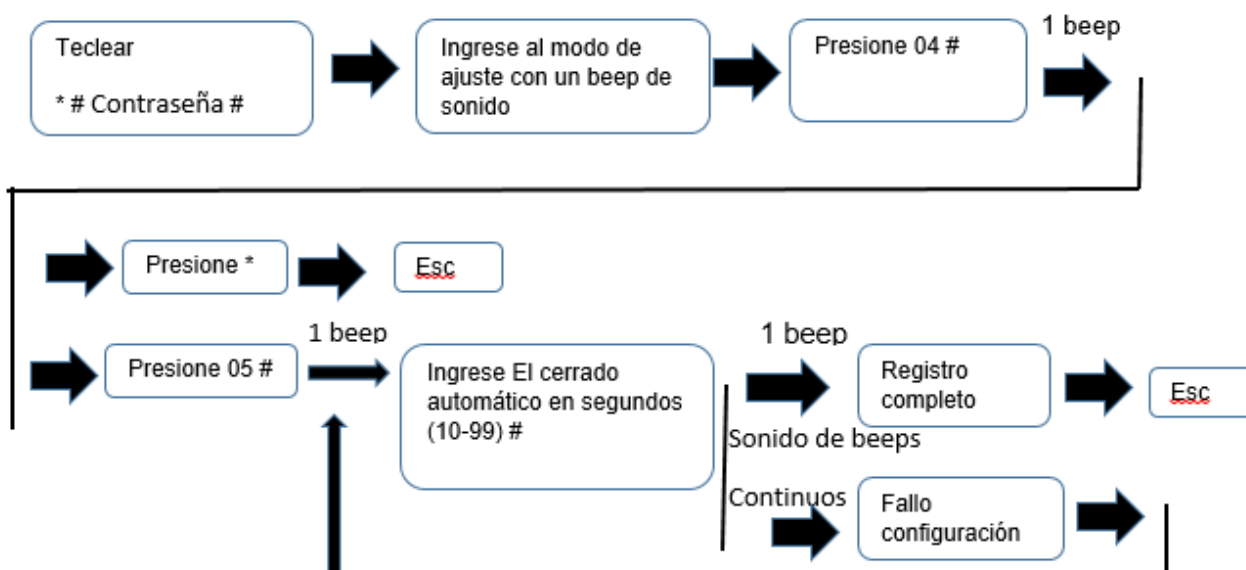 Teclear
* # Contraseña #
Ingrese al modo de
ajuste con un beep de
sonido
Presione 04 #
1 beep
Presione *
Esc
Presione 05 #
1 beep
Ingrese El cerrado
automático en segundos
(10-99) #
1 beep
Registro
completo
Esc
Sonido de beeps
Continuos
Fallo
configuración